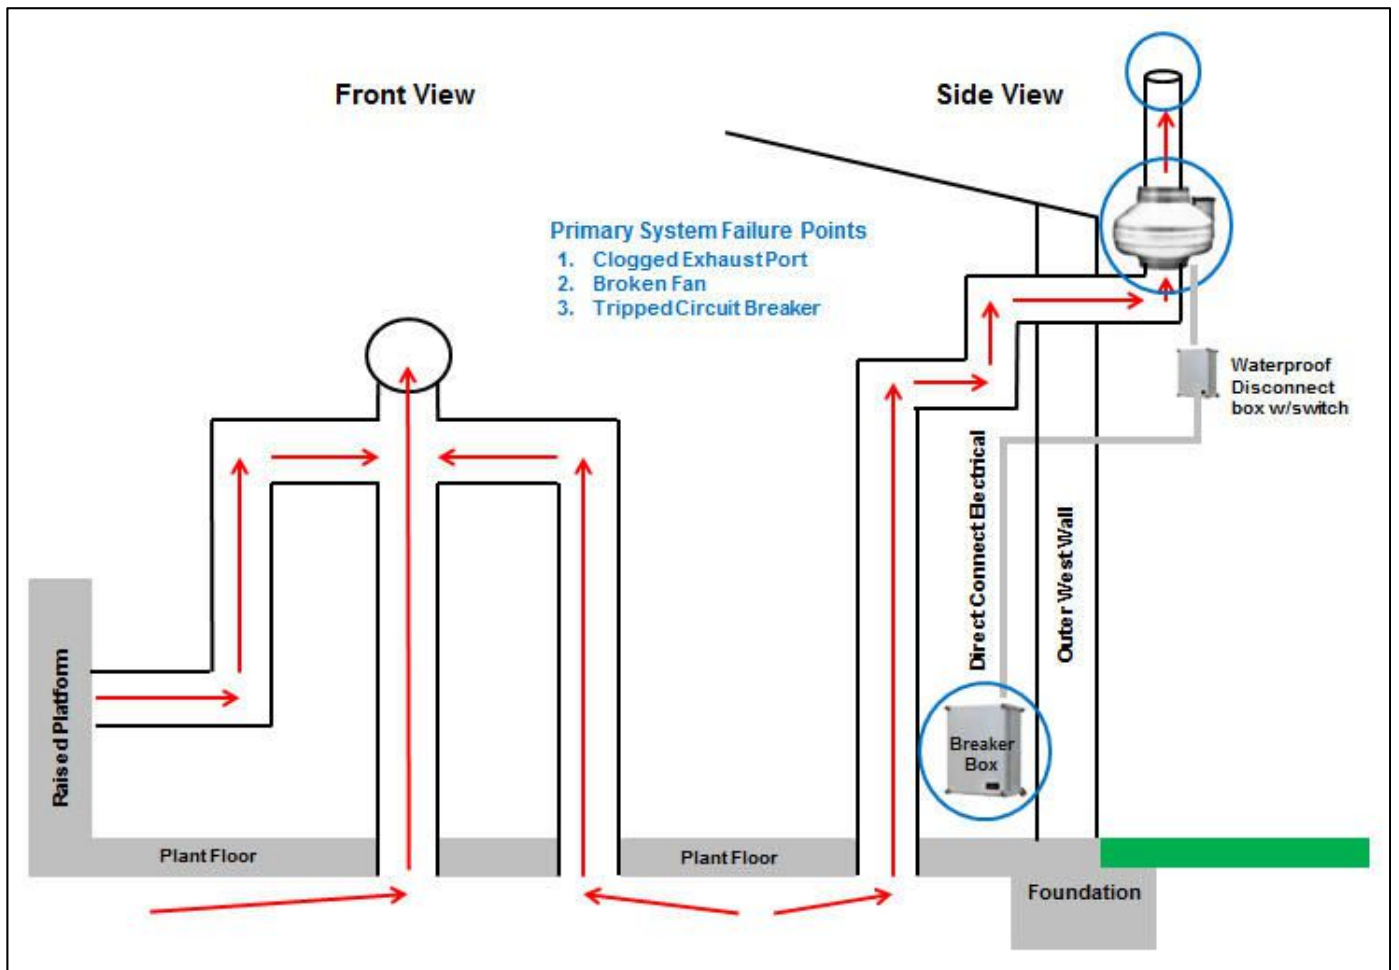 Front View
Side View
Primary System Failure Points
1. Clogged Exhaust Port
2. Broken Fan
3. Tripped Circuit Breaker
Waterproof
Disconnect
box w/switch
Direct Connect Electrical
Outer West Wall
Raised Platform
Breaker
Box
Plant Floor
Plant Floor
Foundation